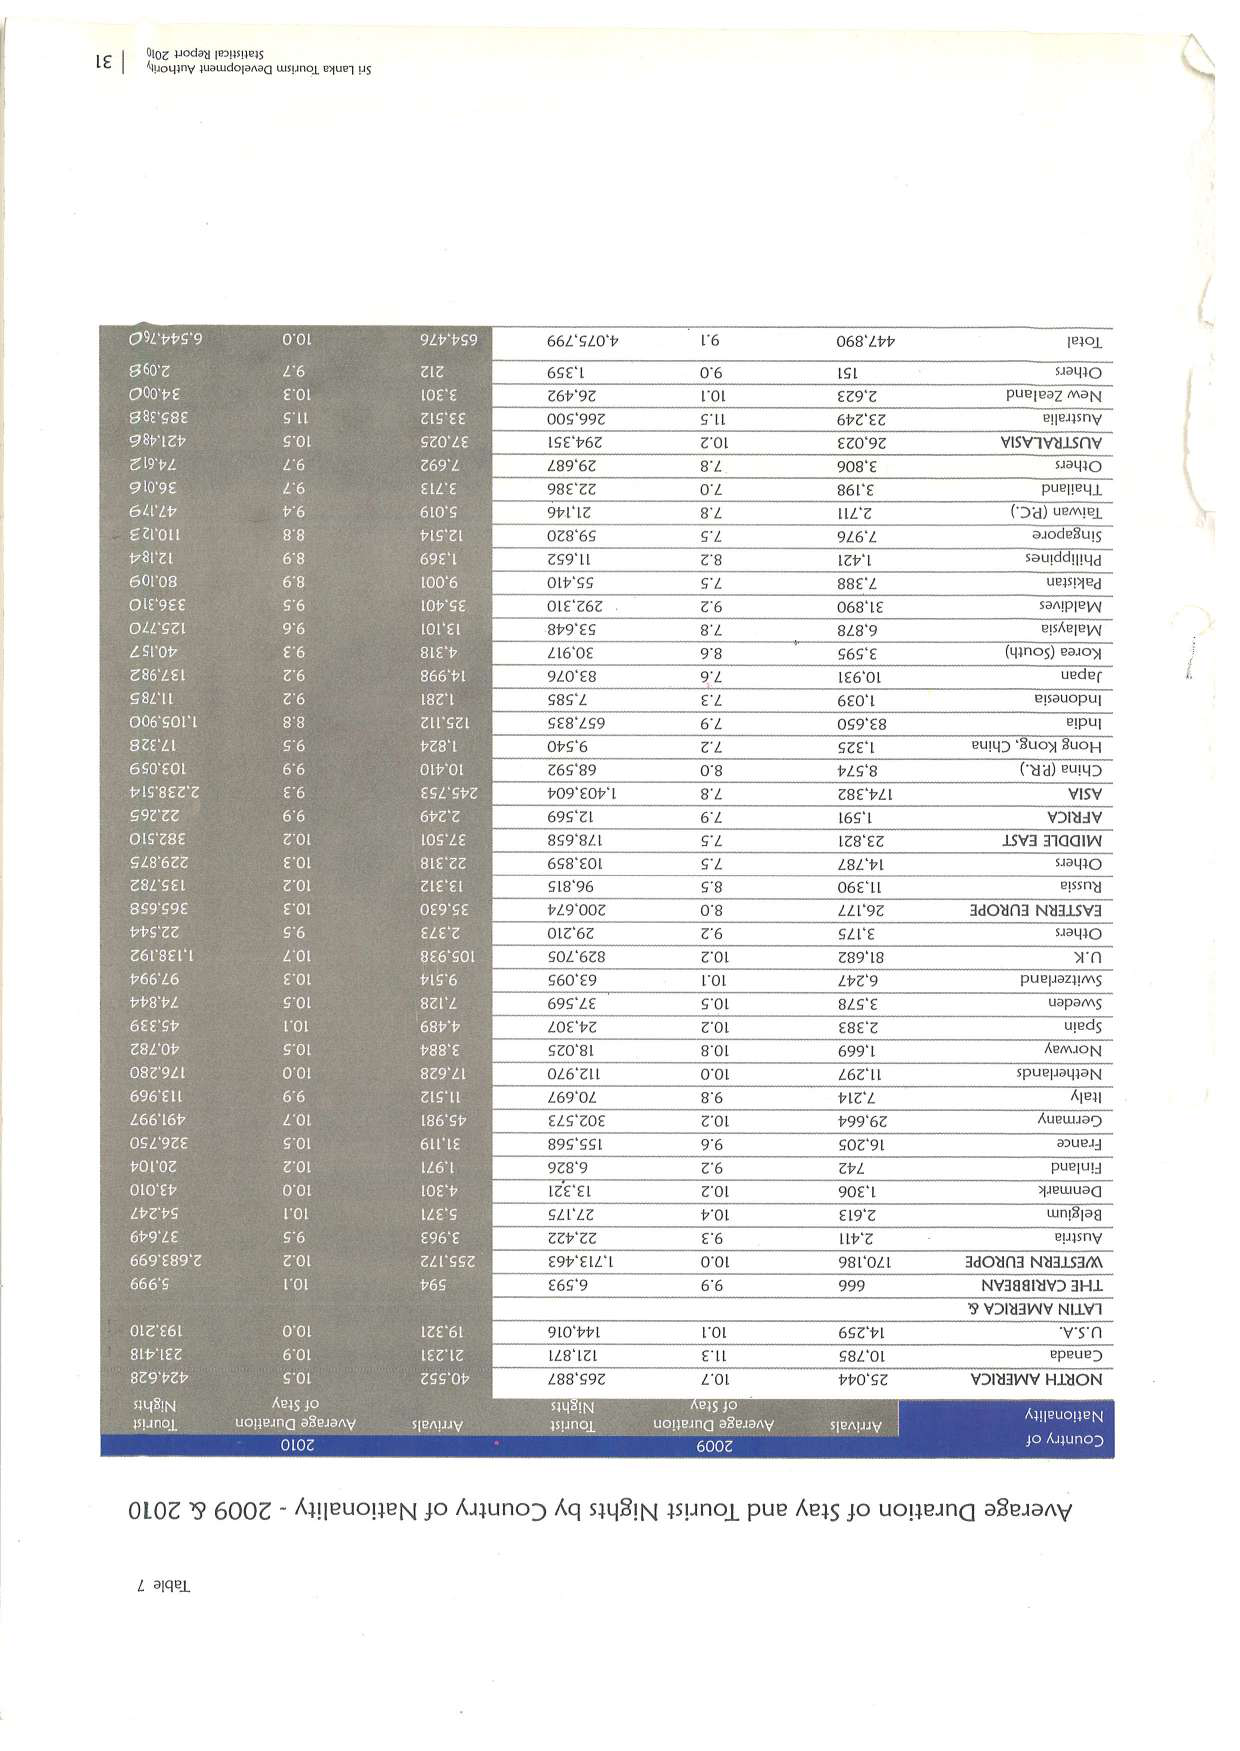 Table 7
Average Duration of Stay and Tourist Nights by Country of Nationality - 2009 & 2010
Country of Nationality 2009 2010
Arrivals Average Duration of Stay Tourist Nights Arrivals Average Duration of Stay Tourist Nights
NORTH AMERICA 25,044 10.7 265,887 40,552 10.5 424,628
Canada 10,785 11.3 121,871 21,231 10.9 231,418
U.S.A. 14,259 10.1 144,016 19,321 10.0 193,210
LATIN AMERICA &
THE CARIBBEAN 666 9.9 6,593 594 10.1 5,999
WESTERN EUROPE 170,186 10.0 1,713,463 255,172 10.2 2,683,699
Austria 2,411 9.3 22,422 3,963 9.5 37,649
Belgium 2,613 10.4 27,175 5,371 10.1 54,247
Denmark 1,306 10.2 13,321 4,301 10.0 43,010
Finland 742 9.2 6,826 1,971 10.2 20,104
France 16,205 9.6 155,568 31,119 10.5 326,750
Germany 29,664 10.2 302,573 45,981 10.7 491,997
Italy 7,214 9.8 70,697 11,512 9.9 113,969
Netherlands 11,297 10.0 112,970 17,628 10.0 176,280
Norway 1,669 10.8 18,025 3,884 10.5 40,782
Spain 2,383 10.2 24,307 4,489 10.1 45,339
Sweden 3,578 10.5 37,569 7,128 10.5 74,844
Switzerland 6,247 10.1 63,095 9,514 10.3 97,994
U.K 81,682 10.2 829,705 105,938 10.7 1,138,192
Others 3,175 9.2 29,210 2,373 9.5 22,544
EASTERN EUROPE 26,177 8.0 200,674 35,630 10.3 365,658
Russia 11,390 8.5 96,815 13,312 10.2 135,782
Others 14,787 7.5 103,859 22,318 10.3 229,875
MIDDLE EAST 23,821 7.5 178,658 37,501 10.2 382,510
AFRICA 1,591 7.9 12,569 2,249 9.9 22,265
ASIA 174,382 7.8 1,403,604 245,753 9.3 2,238,514
China (P.R.) 8,574 8.0 68,592 10,410 9.9 103,059
Hong Kong, China 1,325 7.2 9,540 1,824 9.5 17,328
India 83,650 7.9 657,835 125,112 8.8 1,105,900
Indonesia 1,039 7.3 7,585 1,281 9.2 11,785
Japan 10,931 7.6 83,076 14,998 9.2 137,982
Korea (South) 3,595 8.6 30,917 4,318 9.3 40,157
Malaysia 6,878 7.8 53,648 13,101 9.6 125,770
Maldives 31,890 9.2 292,310 35,401 9.5 336,310
Pakistan 7,388 7.5 55,410 9,001 8.9 80,109
Philippines 1,421 8.2 11,652 1,369 8.9 12,184
Singapore 7,976 7.5 59,820 12,514 8.8 110,123
Taiwan (P.C.) 2,711 7.8 21,146 5,019 9.4 47,179
Thailand 3,198 7.0 22,386 3,713 9.7 36,016
Others 3,806 7.8 29,687 7,692 9.7 74,612
AUSTRALASIA 26,023 10.2 294,351 37,025 10.5 421,486
Australia 23,249 11.5 266,500 33,512 11.5 385,388
New Zealand 2,623 10.1 26,492 3,301 10.3 34,000
Others 151 9.0 1,359 212 9.7 2,098
Total 447,890 9.1 4,075,799 654,476 10.0 6,544,760
Sri Lanka Tourism Development Authority
Statistical Report 2010 | 31